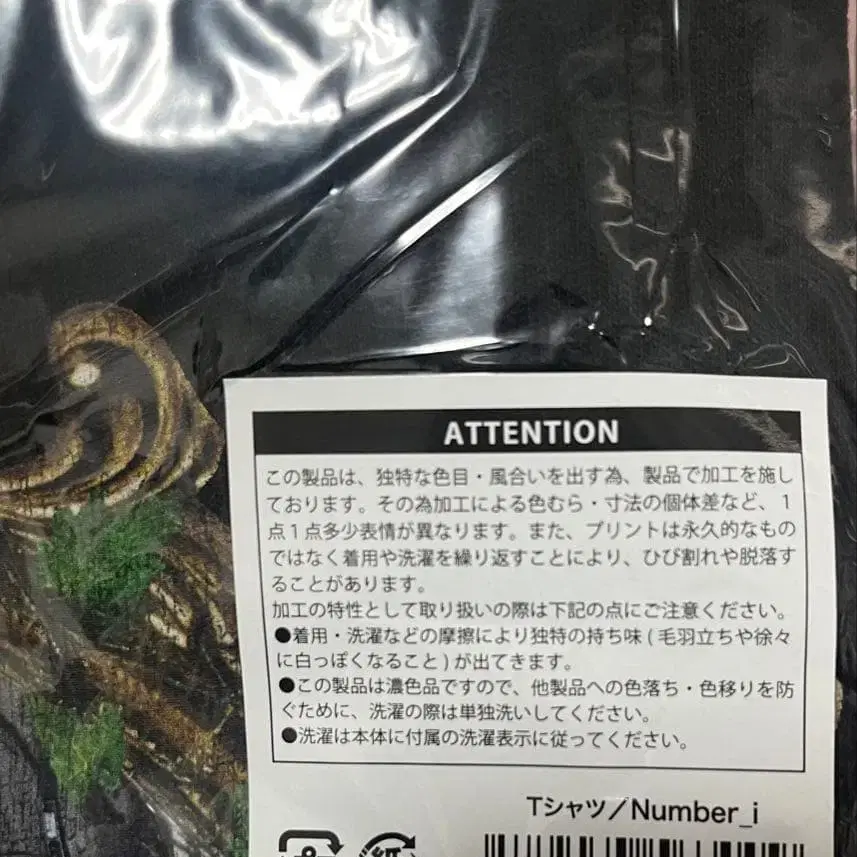 ATTENTION
この製品は、独特な色目・風合いを出す為、製品で加工を施し
ております。その為加工による色むら・寸法の個体差など、1
点1点多少表情が異なります。また、プリントは永久的なもの
ではなく着用や洗濯を繰り返すことにより、ひび割れや脱落す
ることがあります。
加工の特性として取り扱いの際は下記の点にご注意ください。
●着用・洗濯などの摩擦により独特の持ち味(毛羽立ちや徐々
に白っぽくなること)が出てきます。
●この製品は濃色品ですので、他製品への色落ち・色移りを防
ぐために、洗濯の際は単独洗いしてください。
●洗濯は本体に付属の洗濯表示に従ってください。
Tシャツ／Number_i
紙